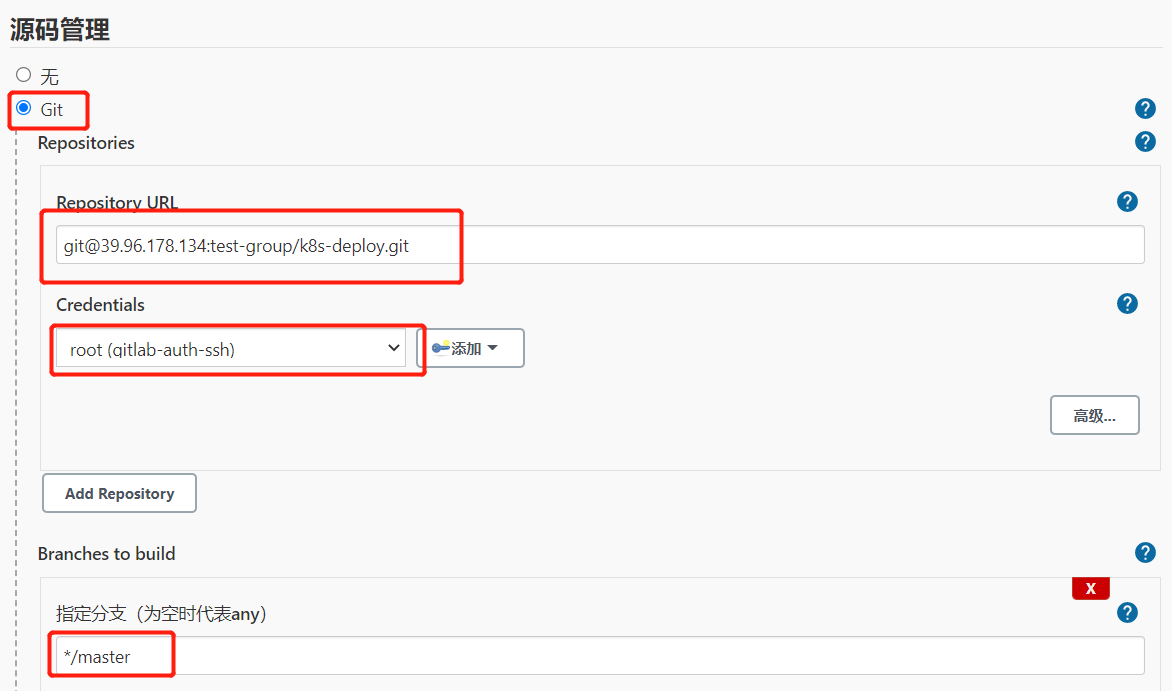 源码管理
无
Git
Repositories
Repository URL
git@39.96.178.134:test-group/k8s-deploy.git
Credentials
root (gitlab-auth-ssh)
添加
高级...
Add Repository
Branches to build
X
指定分支（为空时代表any）
*/master